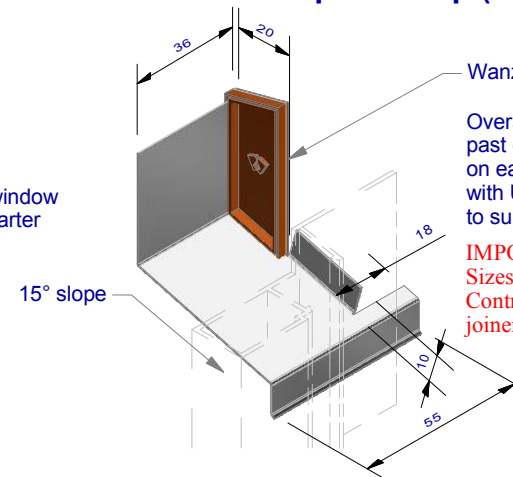 36
20
Wanz
Overs
past
on ea
with U
to su
18
IMPO
Sizes
Contr
joiner
window
arter
15° slope
10
55